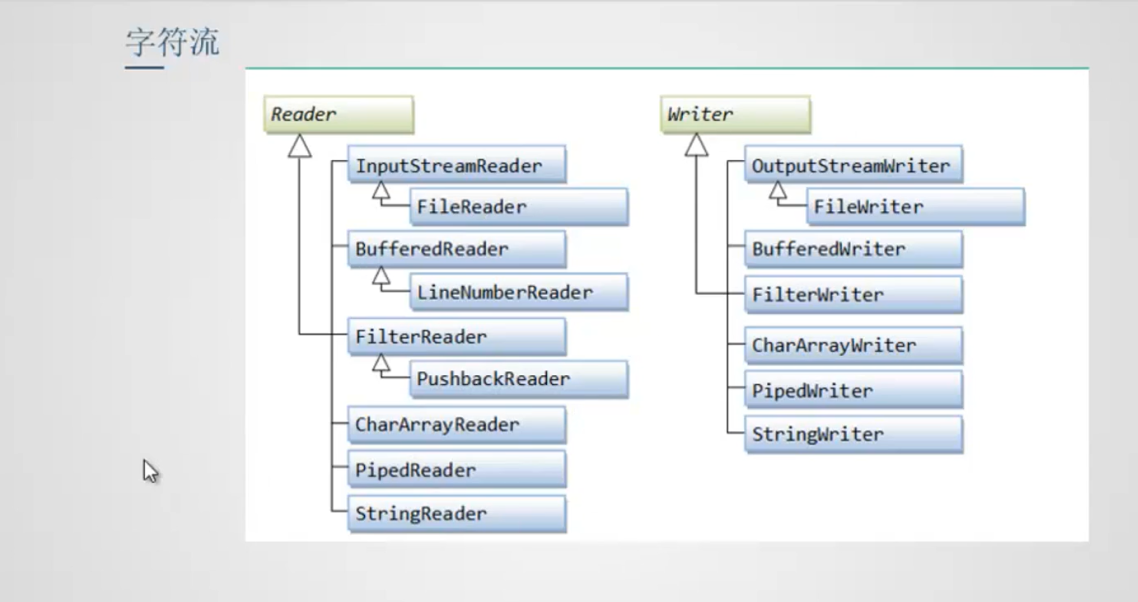 字符流
Reader
InputStreamReader
FileReader
BufferedReader
LineNumberReader
FilterReader
PushbackReader
CharArrayReader
PipedReader
StringReader
Writer
OutputStreamWriter
FileWriter
BufferedWriter
FilterWriter
CharArrayWriter
PipedWriter
StringWriter